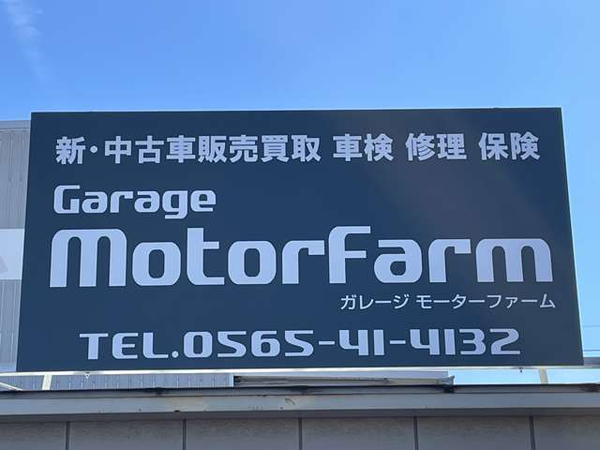 新・中古車販売買取 車検 修理 保険
Garage
MotorFarm
ガレージ モーターファーム
TEL.0565-41-4132